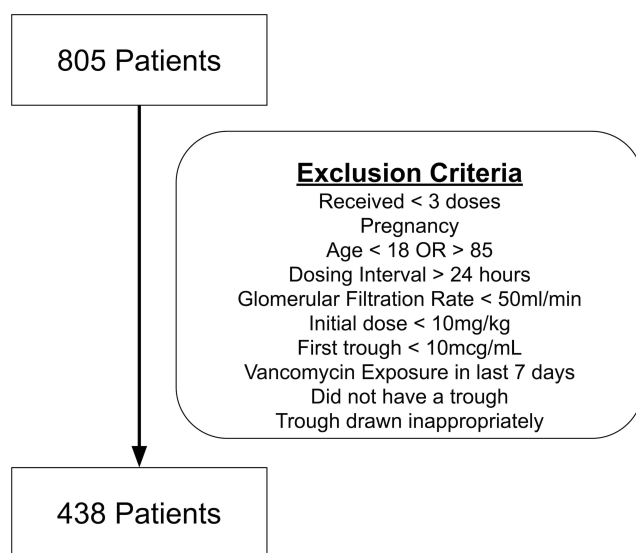 805 Patients
Exclusion Criteria
Received < 3 doses
Pregnancy
Age < 18 OR > 85
Dosing Interval > 24 hours
Glomerular Filtration Rate < 50ml/min
Initial dose < 10mg/kg
First trough < 10mcg/mL
Vancomycin Exposure in last 7 days
Did not have a trough
Trough drawn inappropriately
438 Patients